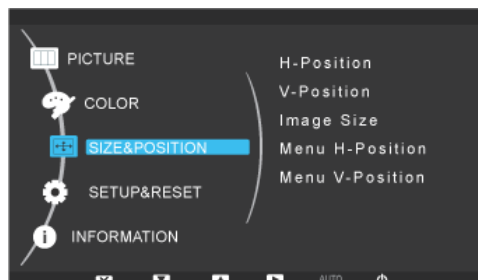 PICTURE
COLOR
SIZE&POSITION
SETUP&RESET
INFORMATION
H-Position
V-Position
Image Size
Menu H-Position
Menu V-Position
AUTO